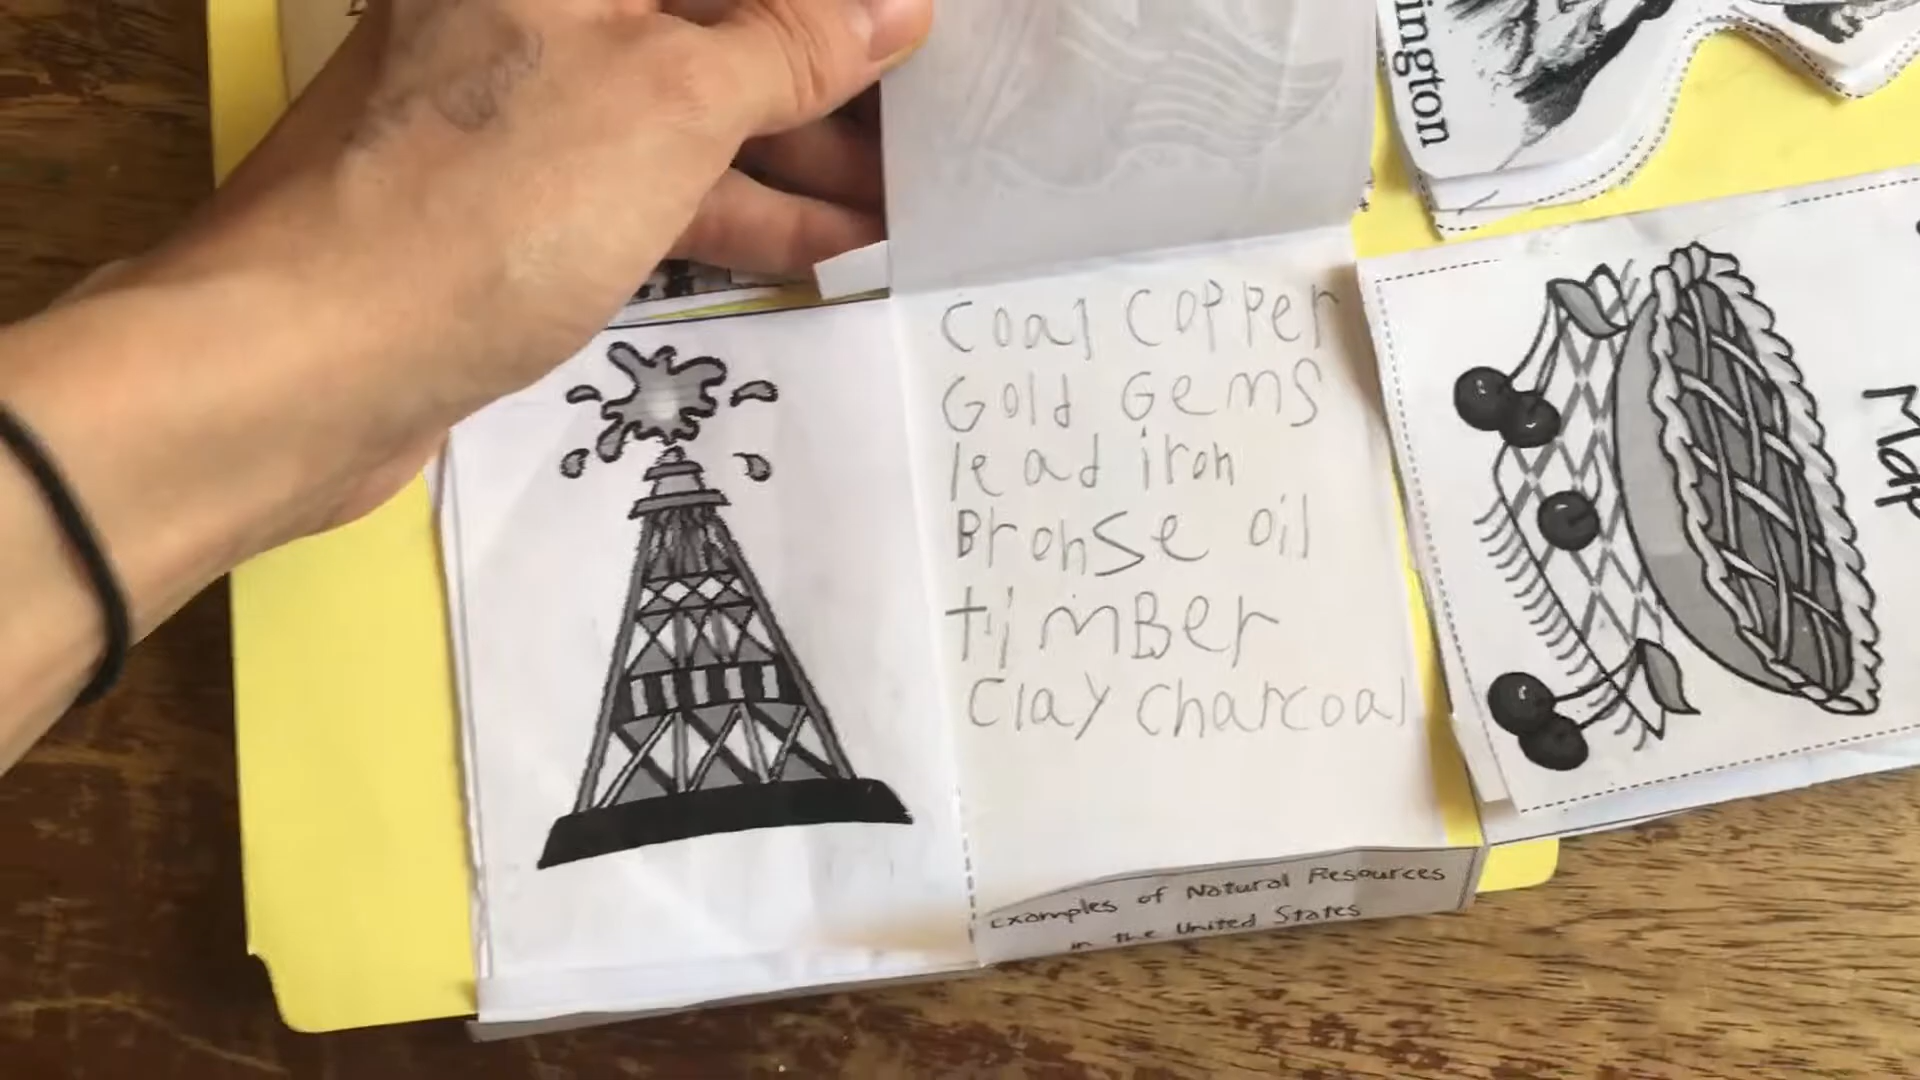 ington
Coal Copper
Gold Gems
lead iron
Bronse oil
timBer
Clay Charcoal
Map
Examples of Natural Resources
in the United States